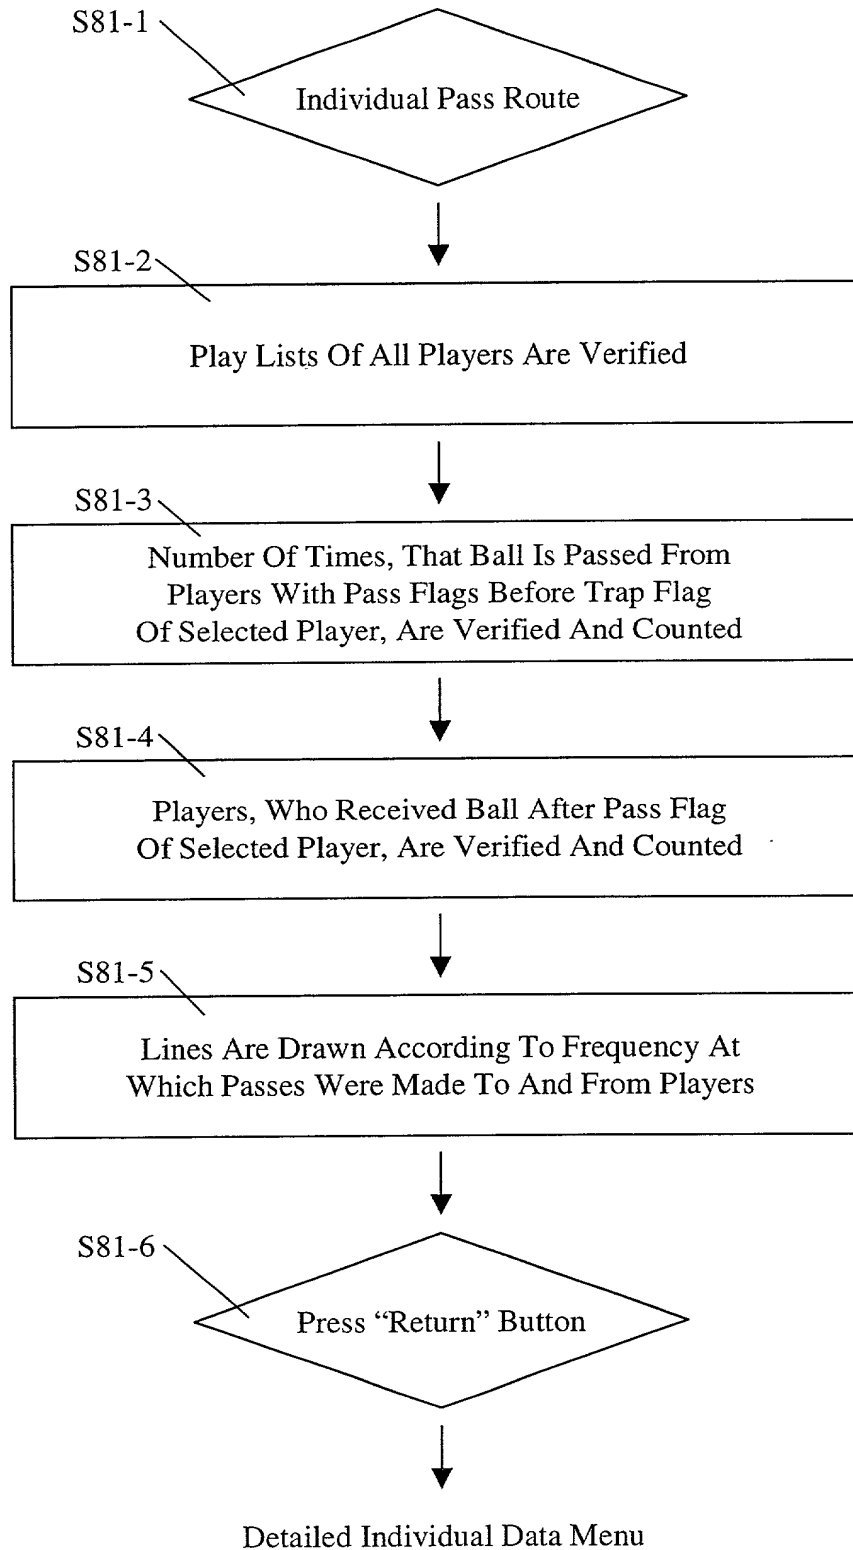 S81-1
Individual Pass Route
S81-2
Play Lists Of All Players Are Verified
S81-3
Number Of Times, That Ball Is Passed From
Players With Pass Flags Before Trap Flag
Of Selected Player, Are Verified And Counted
S81-4
Players, Who Received Ball After Pass Flag
Of Selected Player, Are Verified And Counted
S81-5
Lines Are Drawn According To Frequency At
Which Passes Were Made To And From Players
S81-6
Press “Return” Button
Detailed Individual Data Menu